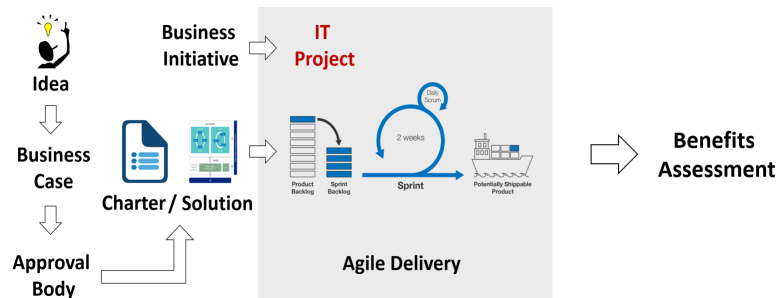 Idea
Business
Case
Approval
Body
Charter / Solution
Business
Initiative
IT
Project
Product
Backlog
Sprint
Backlog
Daily
Scrum
2 weeks
Sprint
Potentially Shippable
Product
Agile Delivery
Benefits
Assessment